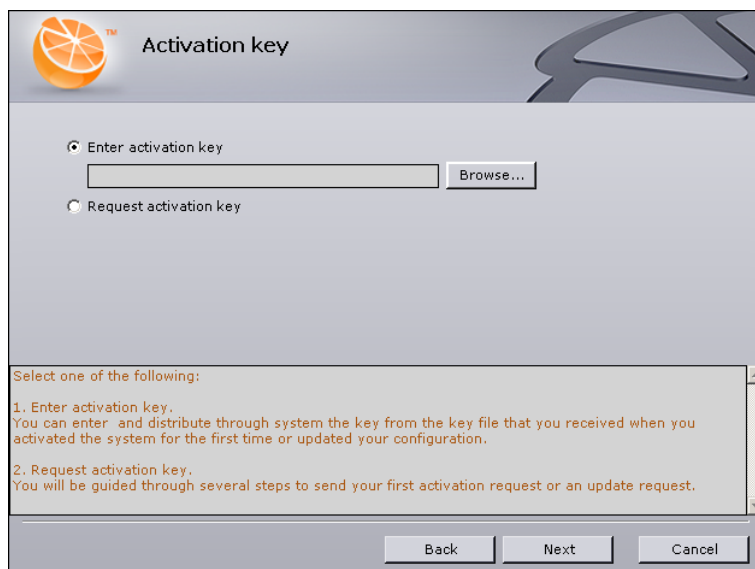 TM
Activation key
Enter activation key
Browse...
Request activation key
Select one of the following:
1. Enter activation key.
You can enter and distribute through system the key from the key file that you received when you
activated the system for the first time or updated your configuration.
2. Request activation key.
You will be guided through several steps to send your first activation request or an update request.
Back
Next
Cancel